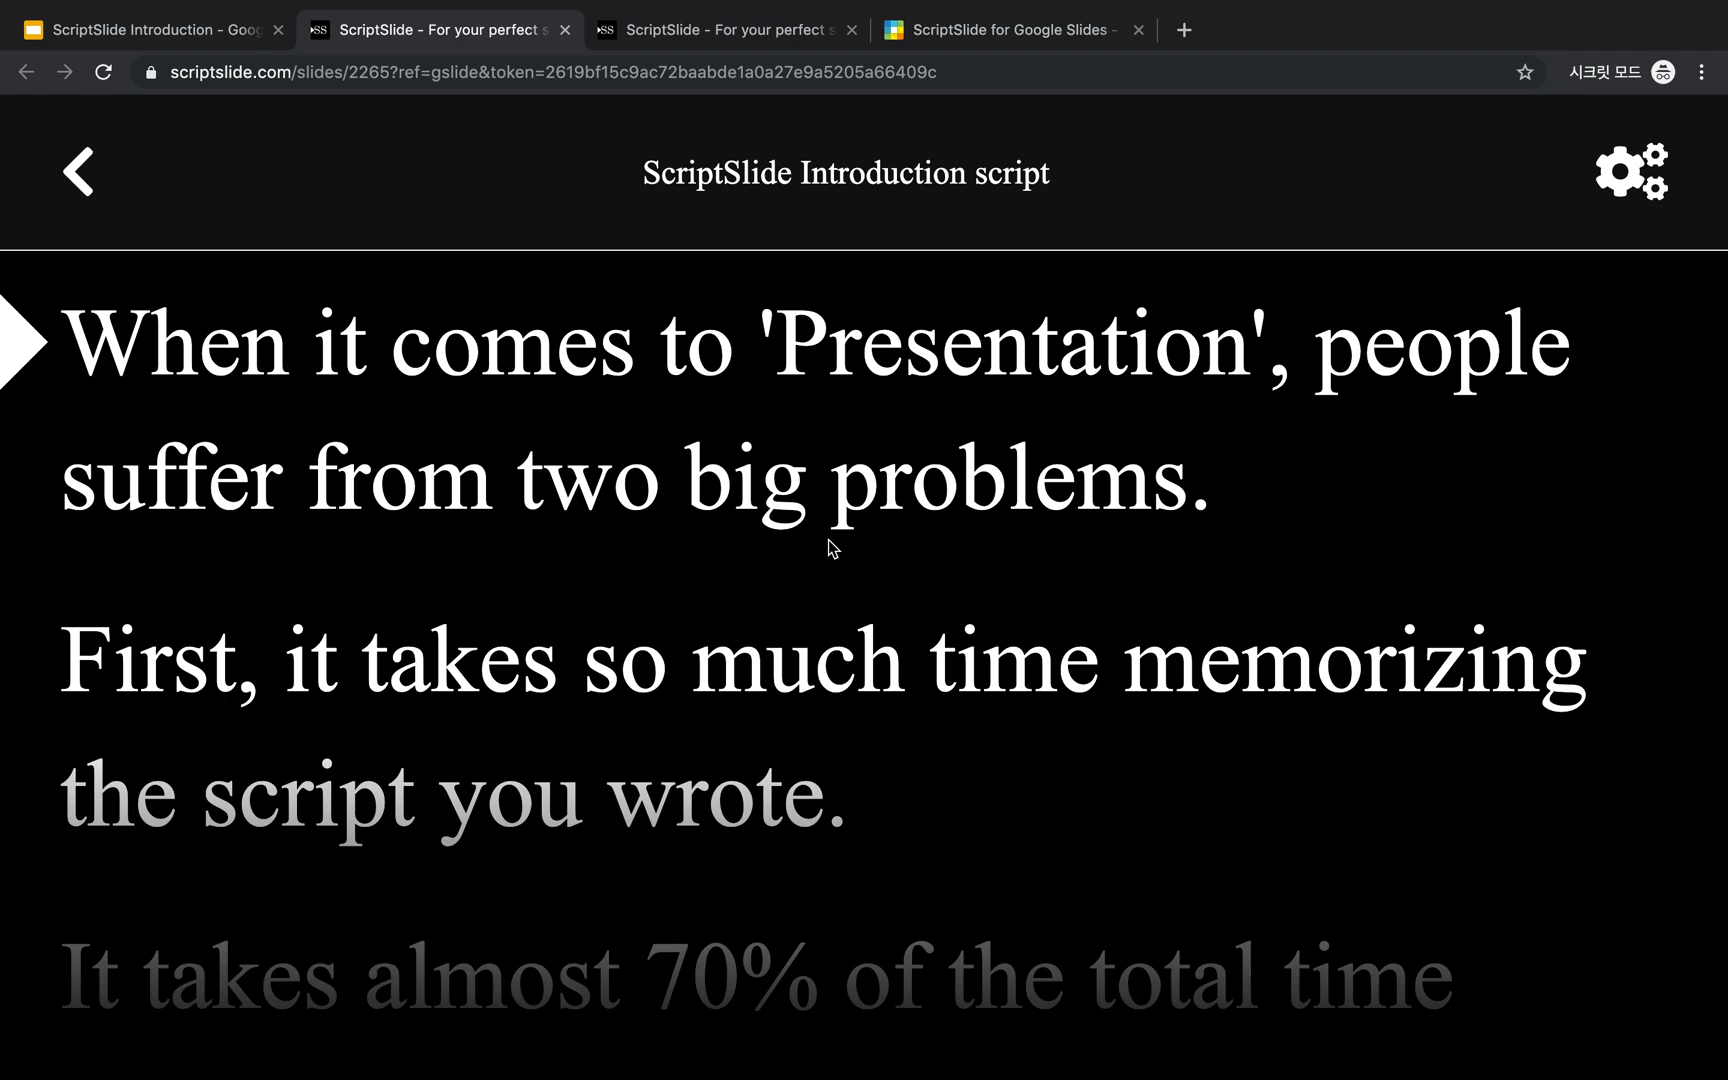 ScriptSlide Introduction - Goog
ScriptSlide - For your perfect s
ScriptSlide - For your perfect s
ScriptSlide for Google Slides -
scriptslide.com/slides/2265?ref=gslide&token=2619bf15c9ac72baabde1a0a27e9a5205a66409c
시크릿 모드
ScriptSlide Introduction script
When it comes to 'Presentation', people
suffer from two big problems.
First, it takes so much time memorizing
the script you wrote.
It takes almost 70% of the total time